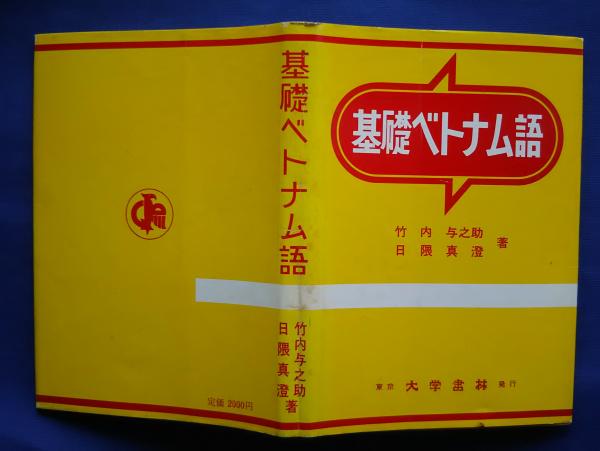 基礎ベトナム語
竹内与之助
日隈真澄 著
東京 大学書林 発行
基礎ベトナム語
竹内与之助
日隈真澄 著
定価 2900円